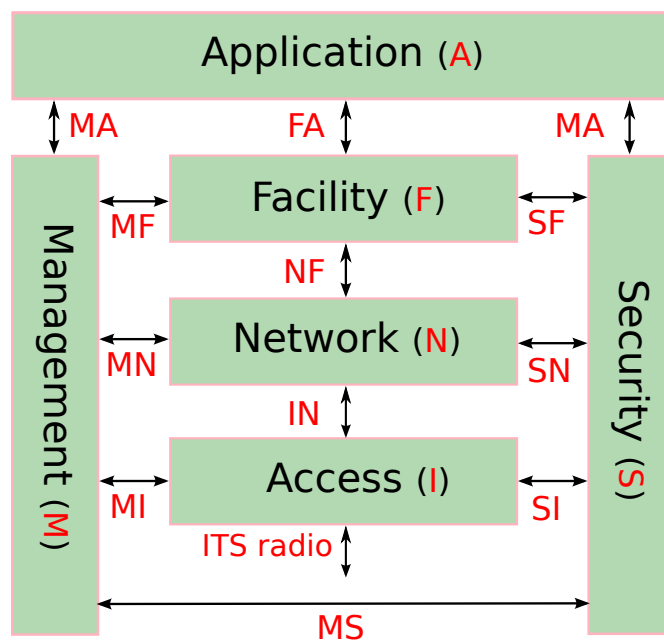 Application (A)
MA
FA
MA
Facility (F)
MF
SF
NF
Management (M)
Network (N)
Security (S)
MN
SN
IN
Access (I)
MI
SI
ITS radio
MS